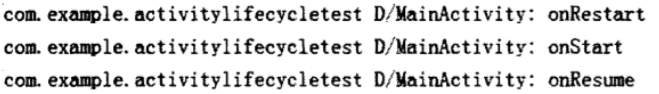 com.example.activitylifecycletest D/MainActivity: onRestart
com.example.activitylifecycletest D/MainActivity: onStart
com.example.activitylifecycletest D/MainActivity: onResume